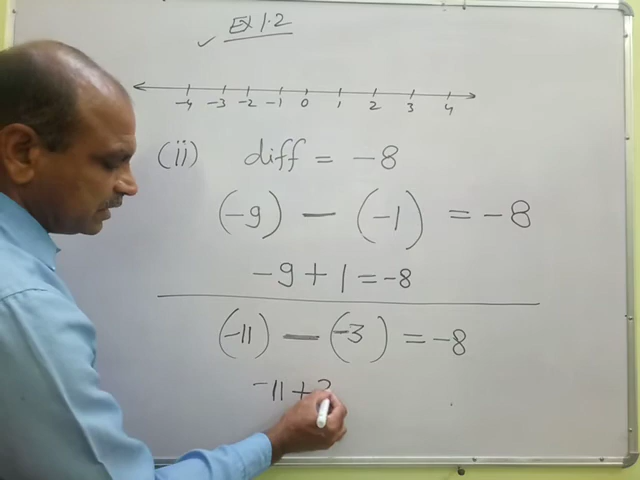 Ex 1.2
-4 -3 -2 -1 0 1 2 3 4
(ii) diff = -8
(-9) - (-1) = -8
-9 + 1 = -8
(-11) - (-3) = -8
-11 + 3